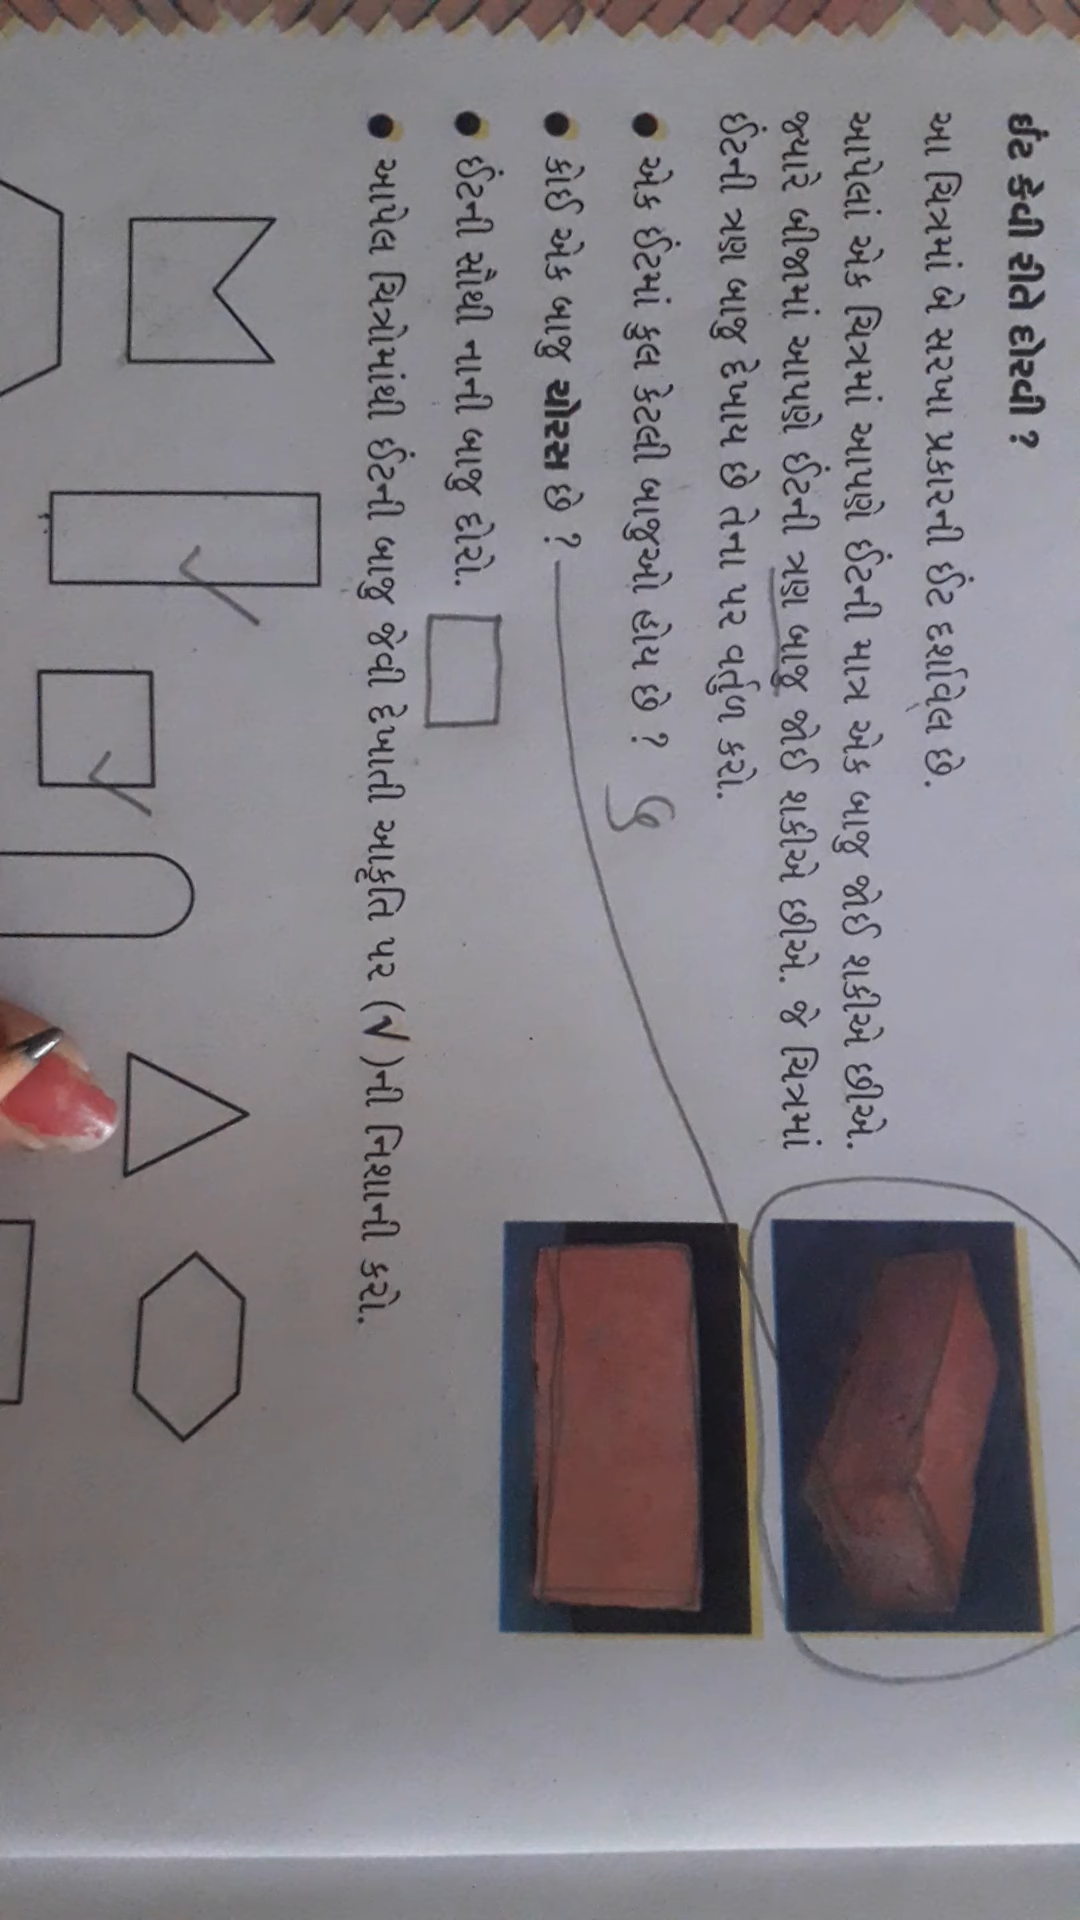 ઈંટ કેવી રીતે દોરવી ?
આ ચિત્રમાં બે સરખા પ્રકારની ઈંટ દર્શાવેલ છે.
આપેલાં એક ચિત્રમાં આપણે ઈંટની માત્ર એક બાજુ જોઈ શકીએ છીએ.
જ્યારે બીજામાં આપણે ઈંટની ત્રણ બાજુ જોઈ શકીએ છીએ. જે ચિત્રમાં
ઈંટની ત્રણ બાજુ દેખાય છે તેના પર વર્તુળ કરો.
● એક ઈંટમાં કુલ કેટલી બાજુઓ હોય છે ? ૬
● કોઈ એક બાજુ ચોરસ છે ?
● ઈંટની સૌથી નાની બાજુ દોરો.
● આપેલ ચિત્રોમાંથી ઈંટની બાજુ જેવી દેખાતી આકૃતિ પર (√)ની નિશાની કરો.